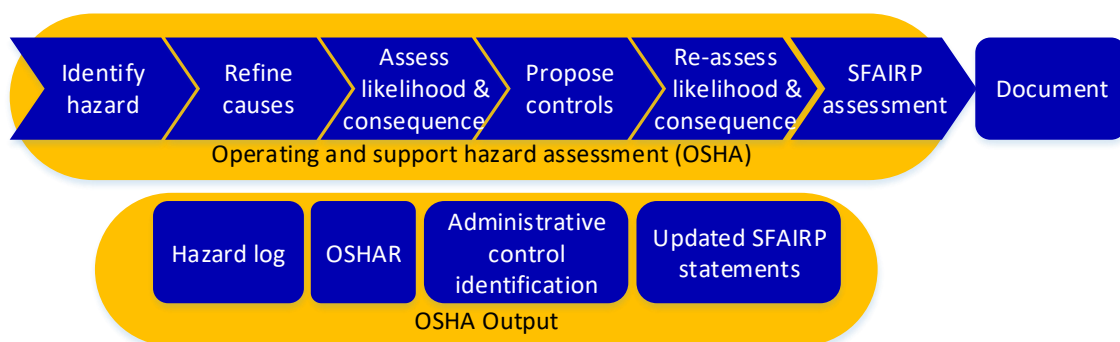 Identify
hazard
Refine
causes
Assess
likelihood &
consequence
Propose
controls
Re-assess
likelihood &
consequence
SFAIRP
assessment
Document
Operating and support hazard assessment (OSHA)
Hazard log
OSHAR
Administrative
control
identification
Updated SFAIRP
statements
OSHA Output